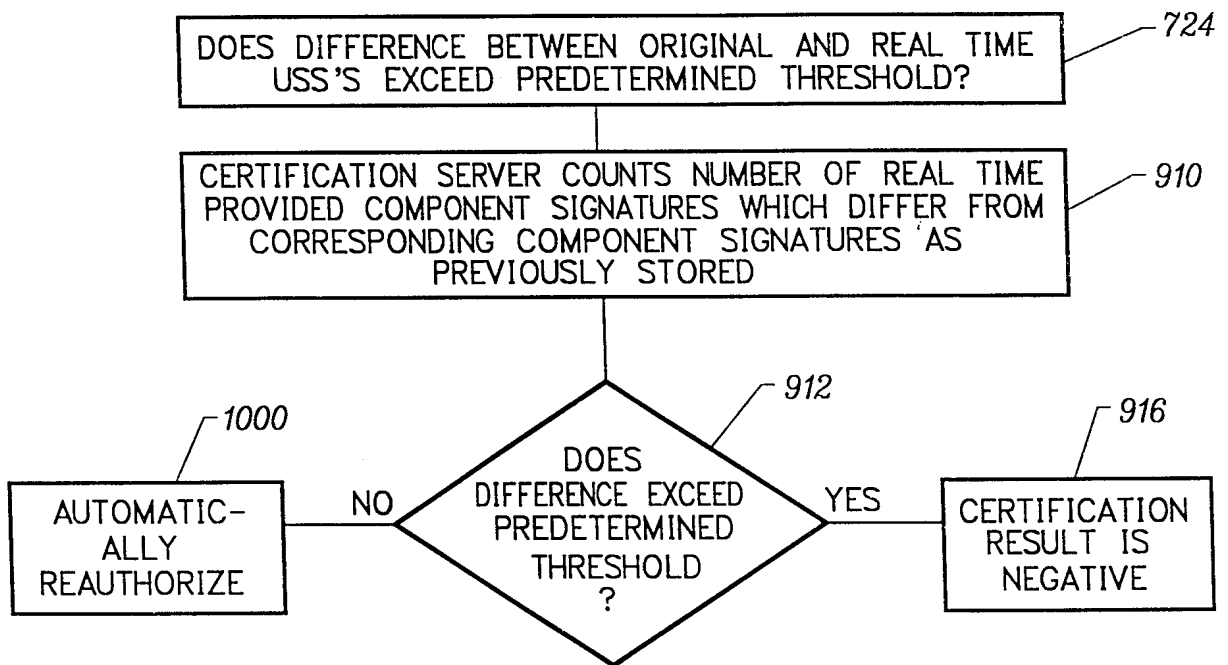 DOES DIFFERENCE BETWEEN ORIGINAL AND REAL TIME
USS'S EXCEED PREDETERMINED THRESHOLD?
724
CERTIFICATION SERVER COUNTS NUMBER OF REAL TIME
PROVIDED COMPONENT SIGNATURES WHICH DIFFER FROM
CORRESPONDING COMPONENT SIGNATURES AS
PREVIOUSLY STORED
910
912
DOES
DIFFERENCE EXCEED
PREDETERMINED
THRESHOLD
?
NO
YES
1000
AUTOMATIC-
ALLY
REAUTHORIZE
916
CERTIFICATION
RESULT IS
NEGATIVE